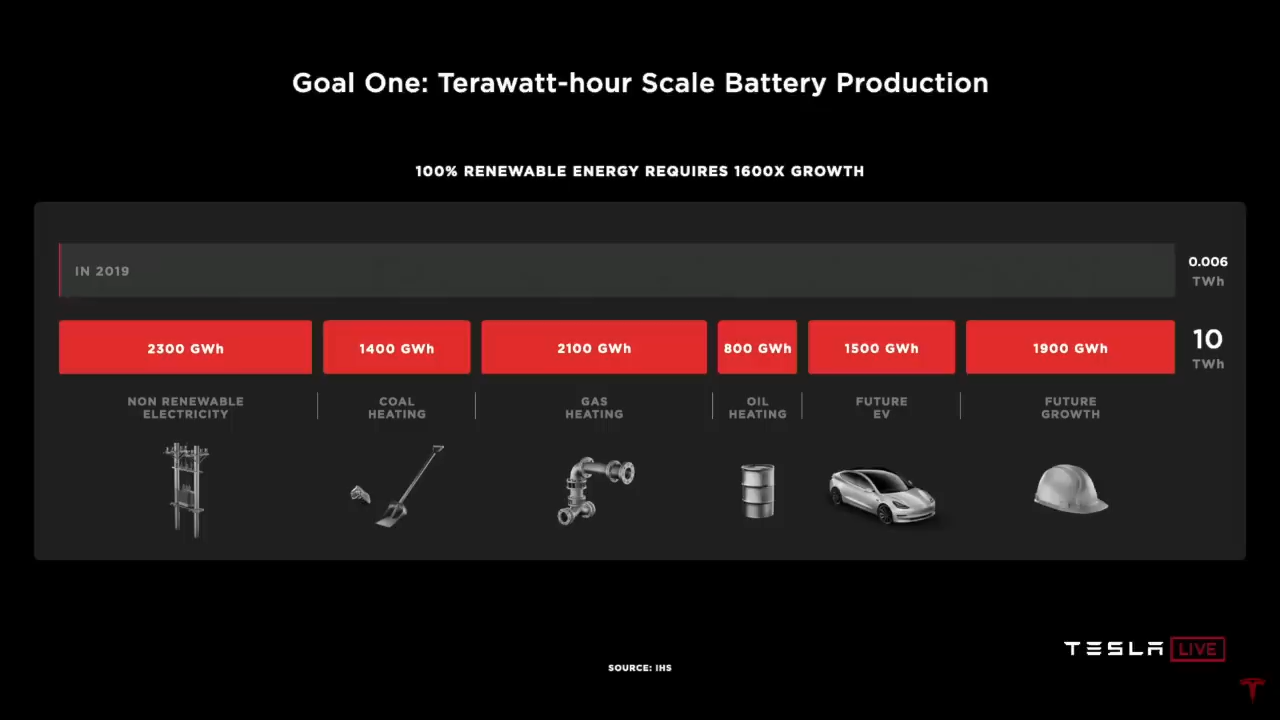 Goal One: Terawatt-hour Scale Battery Production
100% RENEWABLE ENERGY REQUIRES 1600X GROWTH
IN 2019
0.006
TWh
2300 GWh
1400 GWh
2100 GWh
800 GWh
1500 GWh
1900 GWh
10
TWh
NON RENEWABLE
ELECTRICITY
COAL
HEATING
GAS
HEATING
OIL
HEATING
FUTURE
EV
FUTURE
GROWTH
TESLA LIVE
SOURCE: IHS